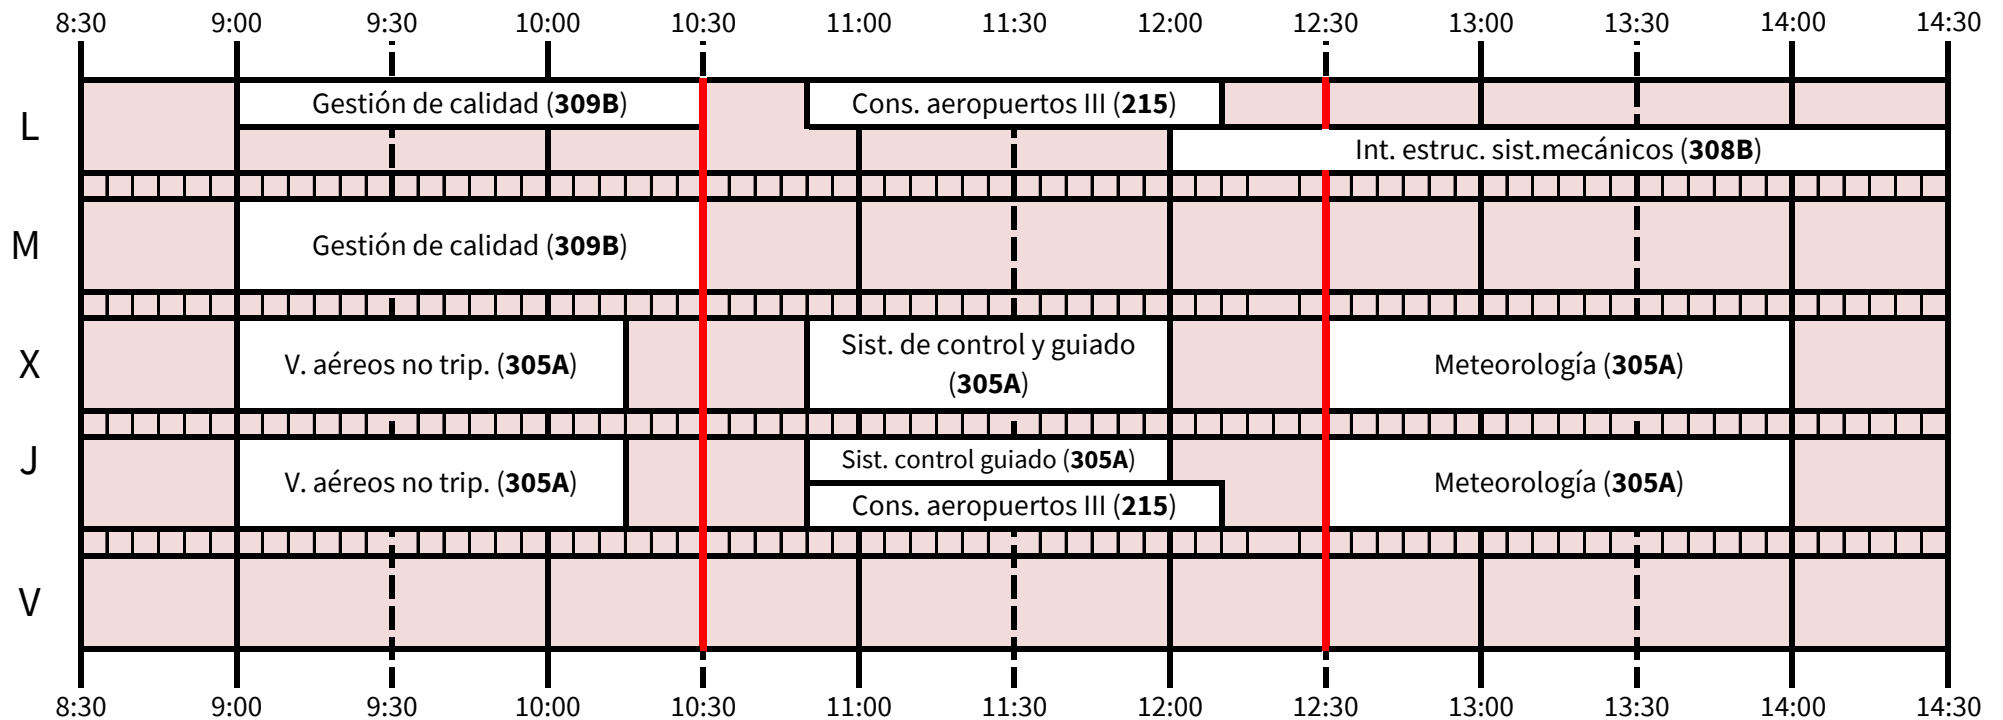 8:30 9:00 9:30 10:00 10:30 11:00 11:30 12:00 12:30 13:00 13:30 14:00 14:30
L
Gestión de calidad (309B)
Cons. aeropuertos III (215)
Int. estruc. sist.mecánicos (308B)
M
Gestión de calidad (309B)
X
V. aéreos no trip. (305A)
Sist. de control y guiado
(305A)
Meteorología (305A)
J
V. aéreos no trip. (305A)
Sist. control guiado (305A)
Cons. aeropuertos III (215)
Meteorología (305A)
V
8:30 9:00 9:30 10:00 10:30 11:00 11:30 12:00 12:30 13:00 13:30 14:00 14:30